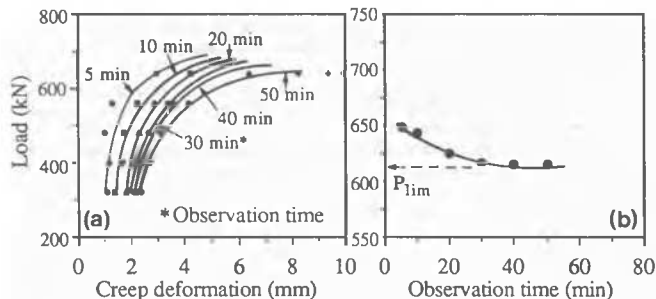 800
600
400
200
Load (kN)
5 min
10 min
20 min
50 min
40 min
30 min*
(a)
*Observation time
0 2 4 6 8 10
Creep deformation (mm)
750
700
650
600
550
P lim
(b)
0 20 40 60 80
Observation time (min)